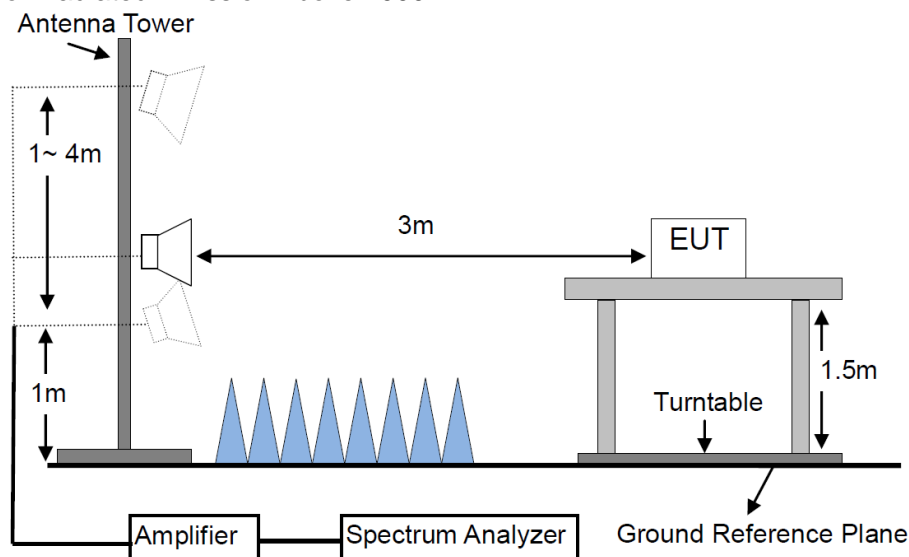 Antenna Tower
1~ 4m
3m
EUT
1m
1.5m
Turntable
Amplifier
Spectrum Analyzer
Ground Reference Plane